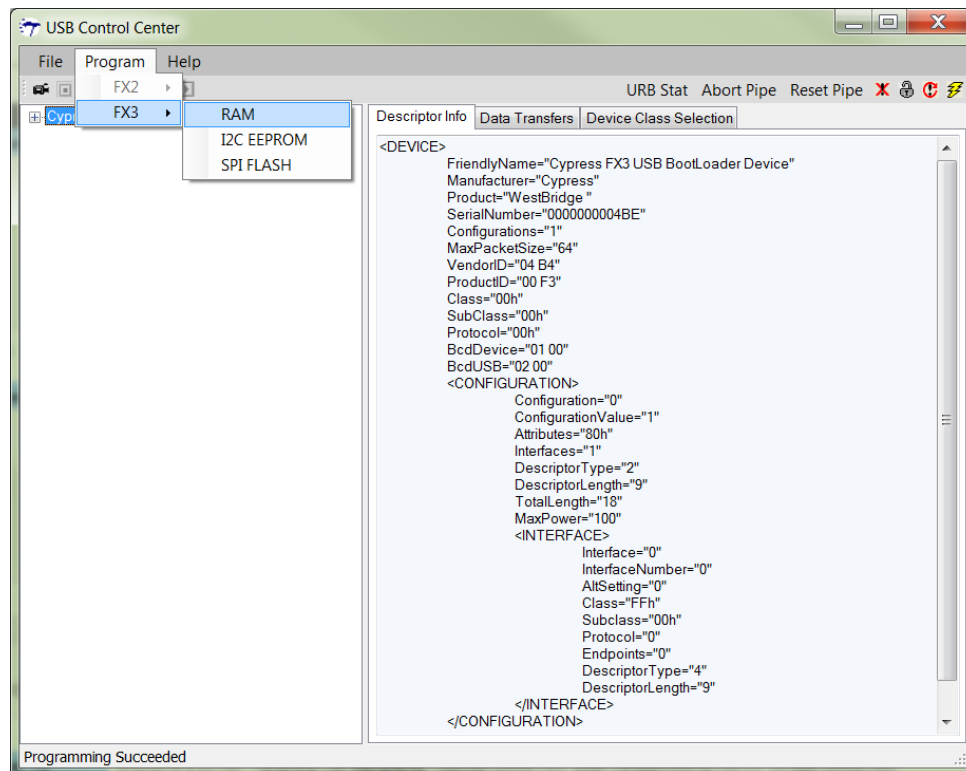 USB Control Center
File Program Help
FX2
URB Stat Abort Pipe Reset Pipe
FX3
RAM
I2C EEPROM
SPI FLASH
Descriptor Info Data Transfers Device Class Selection
<DEVICE>
FriendlyName="Cypress FX3 USB BootLoader Device"
Manufacturer="Cypress"
Product="WestBridge "
SerialNumber="0000000004BE"
Configurations="1"
MaxPacketSize="64"
VendorID="04 B4"
ProductID="00 F3"
Class="00h"
SubClass="00h"
Protocol="00h"
BcdDevice="01 00"
BcdUSB="02 00"
<CONFIGURATION>
Configuration="0"
ConfigurationValue="1"
Attributes="80h"
Interfaces="1"
DescriptorType="2"
DescriptorLength="9"
TotalLength="18"
MaxPower="100"
<INTERFACE>
Interface="0"
InterfaceNumber="0"
AltSetting="0"
Class="FFh"
Subclass="00h"
Protocol="0"
Endpoints="0"
DescriptorType="4"
DescriptorLength="9"
</INTERFACE>
</CONFIGURATION>
Programming Succeeded